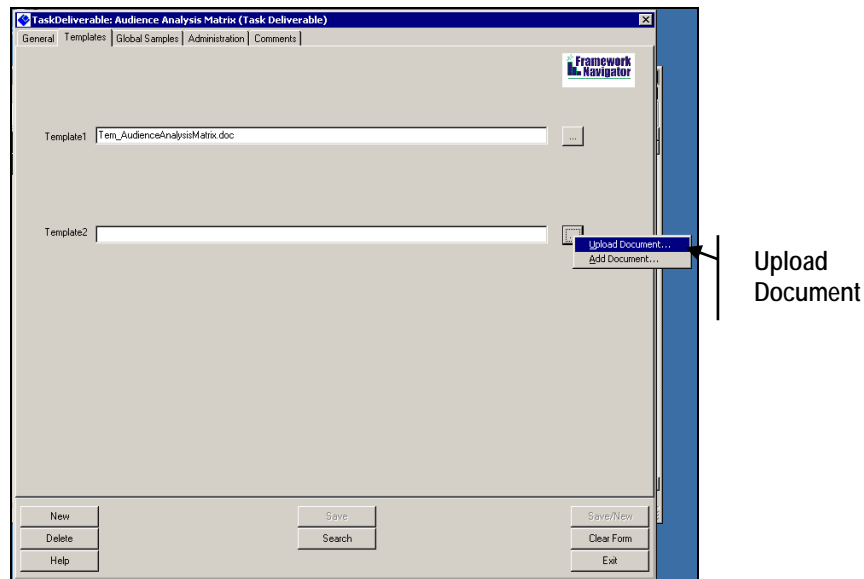 TaskDeliverable: Audience Analysis Matrix (Task Deliverable)
General Templates Global Samples Administration Comments
Framework
Navigator
Template1 Tem_AudienceAnalysisMatrix.doc ...
Template2
Upload Document...
Add Document...
Upload
Document
New Save Save/New
Delete Search Clear Form
Help Exit